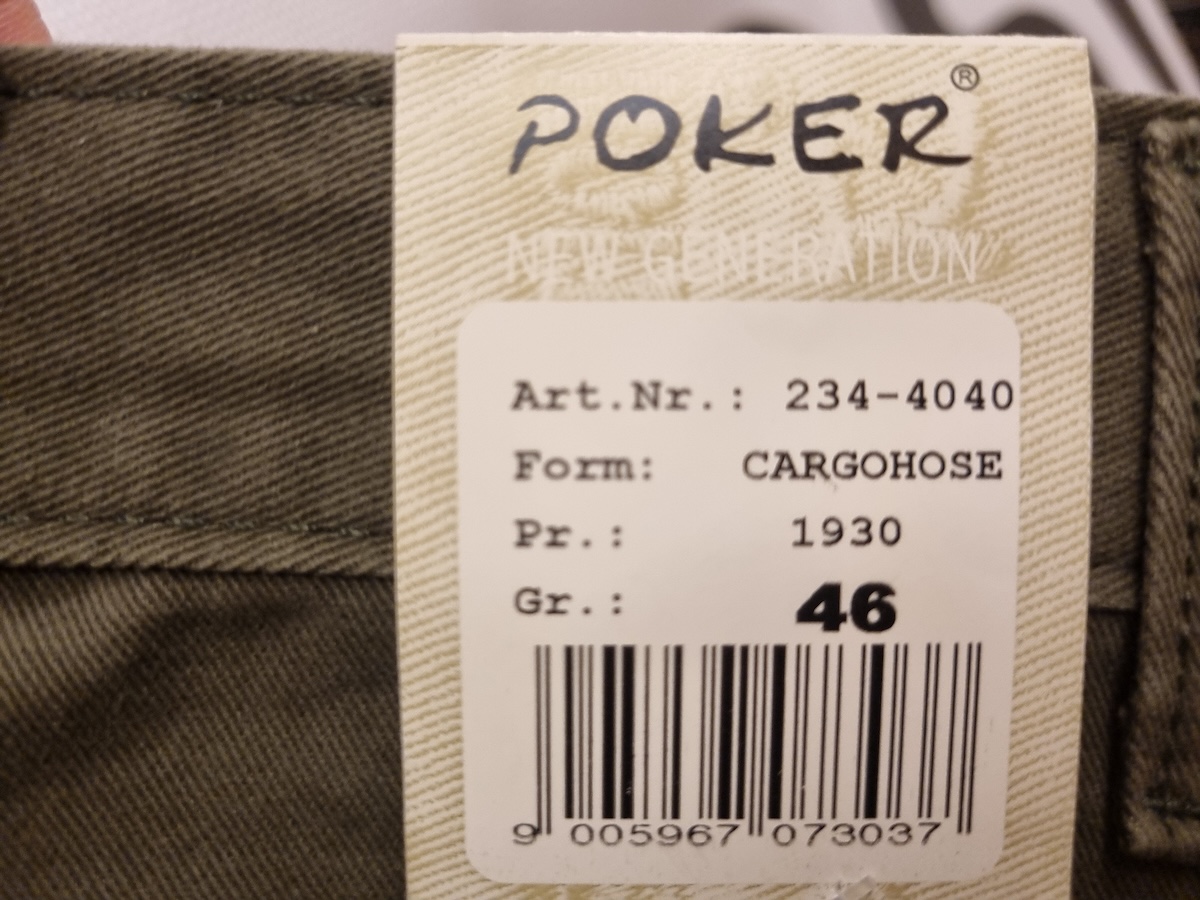 POKER®
NEW GENERATION
Art.Nr.: 234-4040
Form: CARGOHOSE
Pr.: 1930
Gr.: 46
9 005967 073037